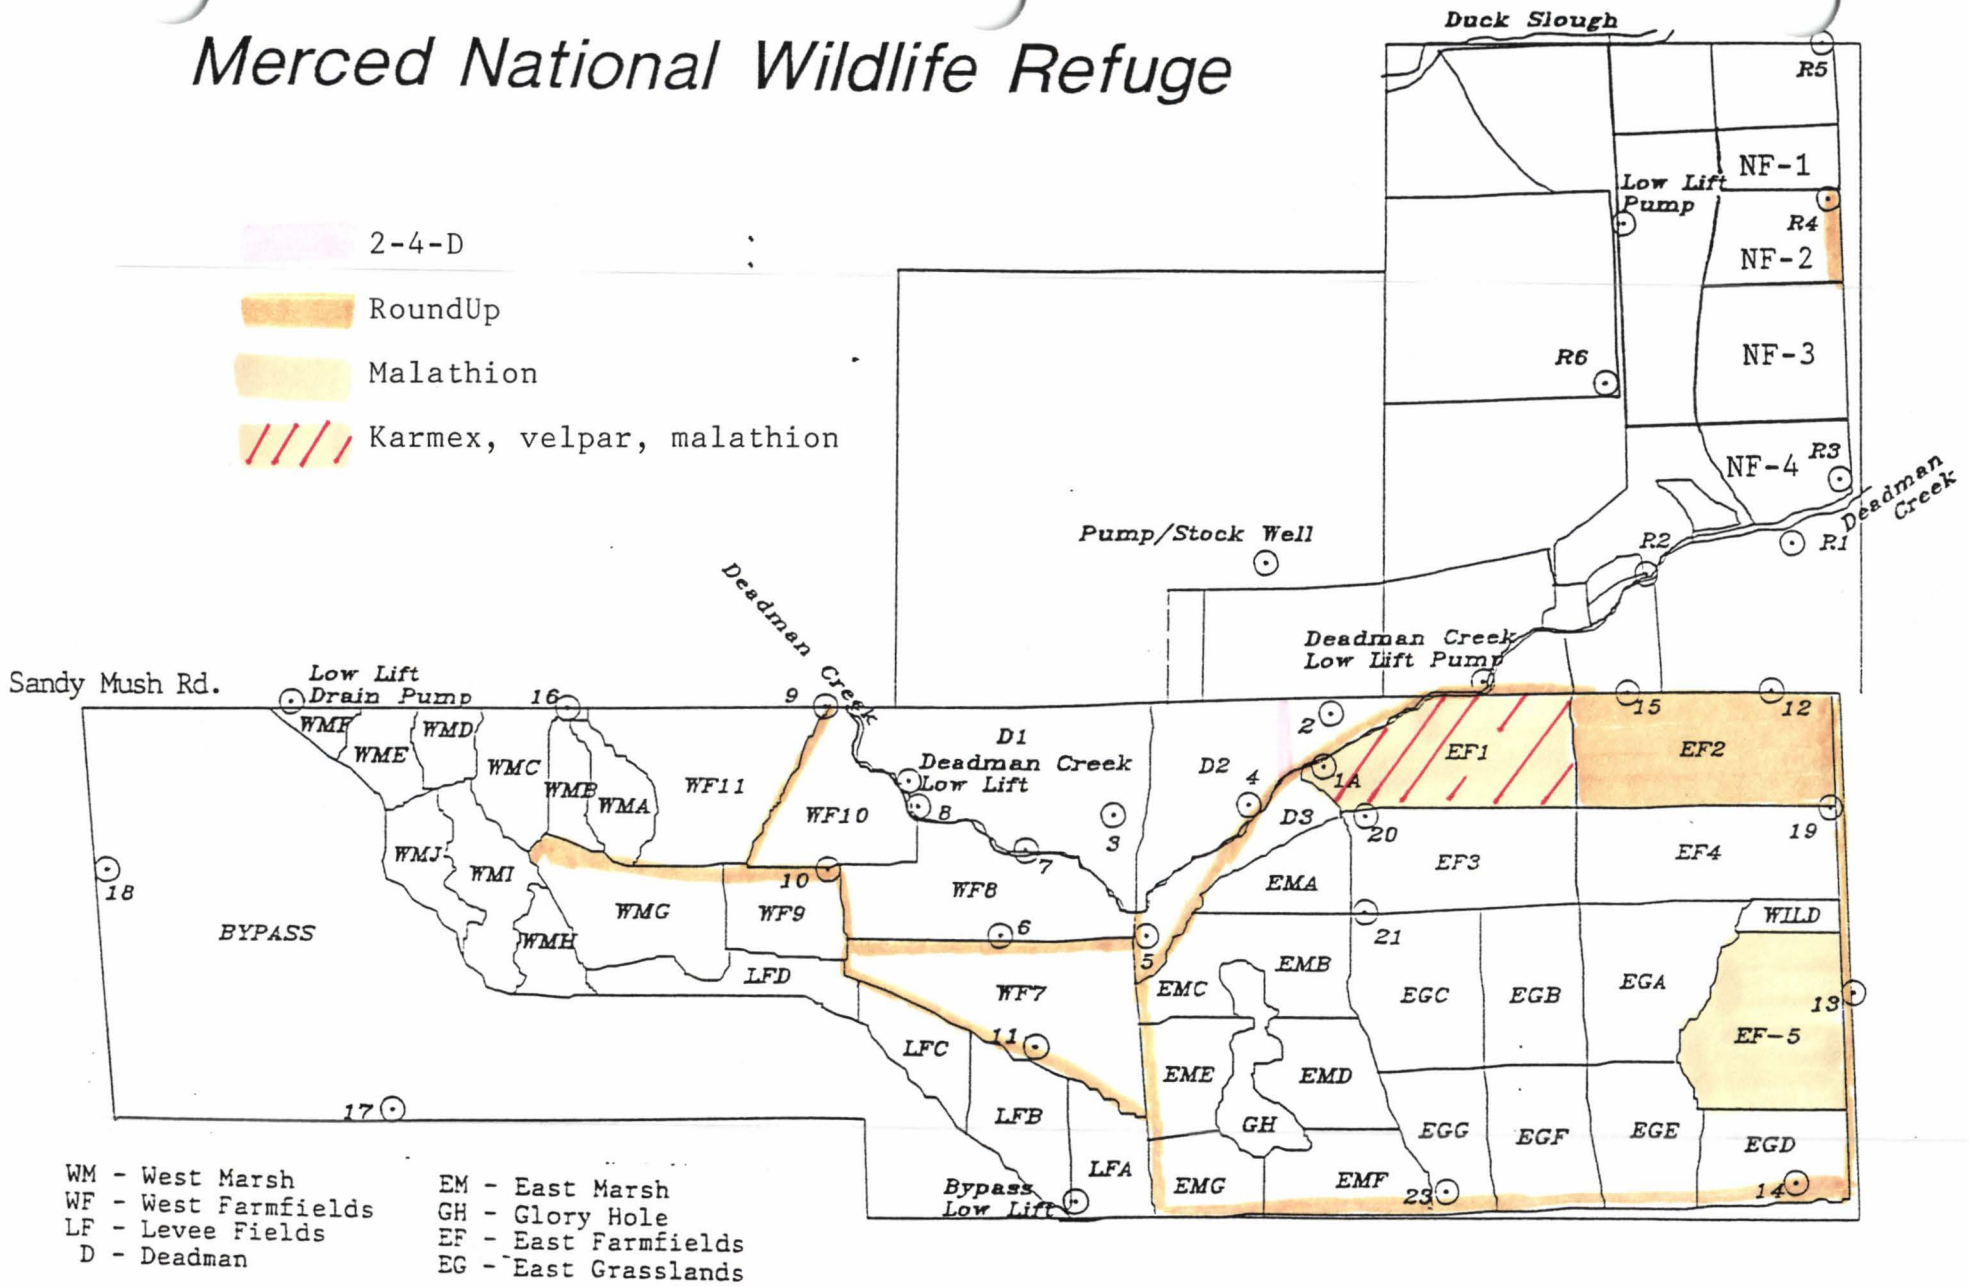 Duck Slough
Merced National Wildlife Refuge
R5
NF-1
Low Lift
Pump
R4
NF-2
2-4-D
RoundUp
Malathion
Karmex, velpar, malathion
R6
NF-3
NF-4
R3
Deadman
Creek
Pump/Stock Well
R2
R1
Deadman Creek
Deadman Creek
Low Lift Pump
Sandy Mush Rd.
Low Lift
Drain Pump
16
9
15
12
2
WMF
WME
WMD
WMC
WMB
WMA
WF11
WF10
D1
Deadman Creek
Low Lift
8
3
7
D2
4
1A
D3
EF1
EF2
20
19
18
BYPASS
WMJ
WMI
WMH
WMG
10
WF9
WF8
6
5
EMA
EF3
EF4
21
WILD
LFD
WF7
EMC
EMB
EGC
EGB
EGA
13
EF-5
11
LFC
EME
EMD
17
LFB
GH
EGG
EGF
EGE
EGD
LFA
EMG
EMF
23
14
Bypass
Low Lift
WM - West Marsh
WF - West Farmfields
LF - Levee Fields
D - Deadman
EM - East Marsh
GH - Glory Hole
EF - East Farmfields
EG - East Grasslands